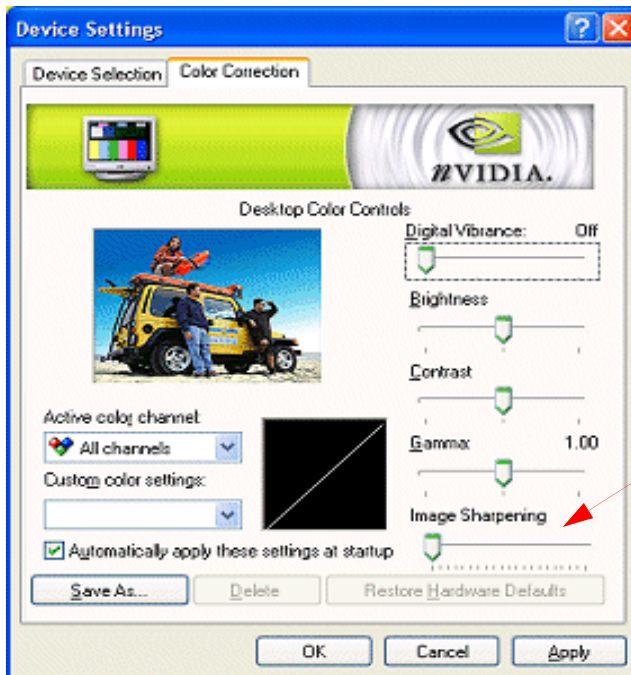 Device Settings
Device Selection
Color Correction
nVIDIA.
Desktop Color Controls
Digital Vibrance: Off
Brightness
Contrast
Active color channel:
All channels
Gamma: 1.00
Custom color settings:
Image Sharpening
Automatically apply these settings at startup
Save As...
Delete
Restore Hardware Defaults
OK
Cancel
Apply